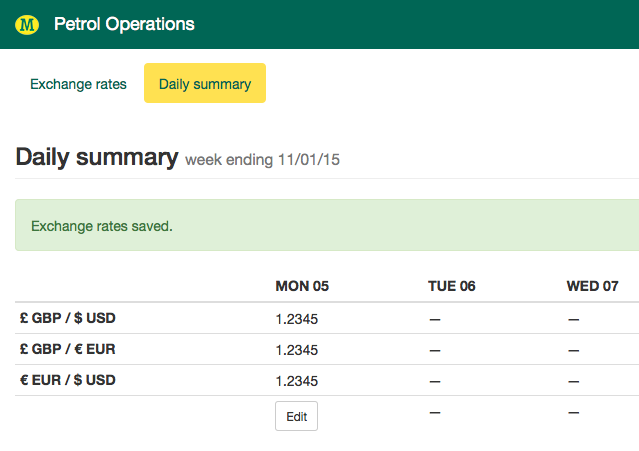 M Petrol Operations
Exchange rates Daily summary
Daily summary week ending 11/01/15
Exchange rates saved.
MON 05 TUE 06 WED 07
£ GBP / $ USD 1.2345 — —
£ GBP / € EUR 1.2345 — —
€ EUR / $ USD 1.2345 — —
Edit — —